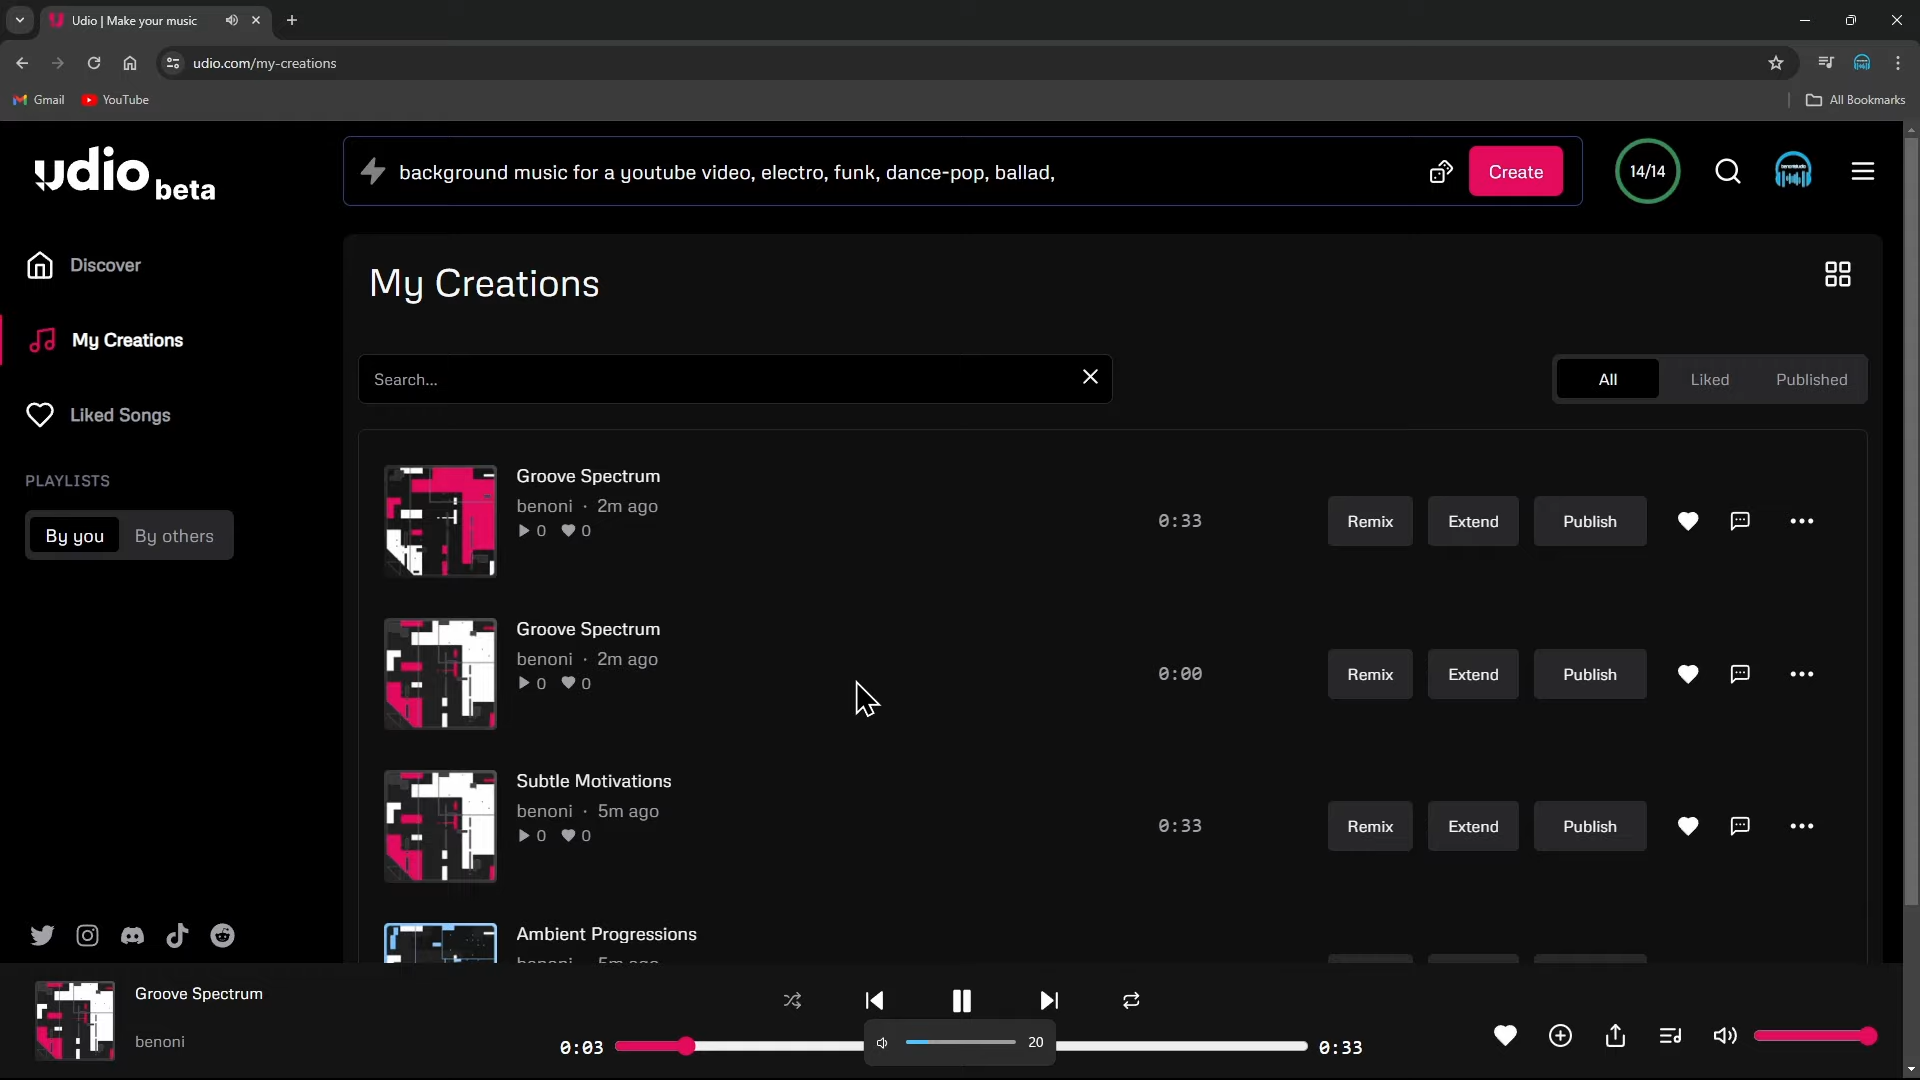 Udio | Make your music
udio.com/my-creations
Gmail
YouTube
All Bookmarks
udio beta
background music for a youtube video, electro, funk, dance-pop, ballad,
Create
14/14
Discover
My Creations
Liked Songs
PLAYLISTS
By you
By others
My Creations
Search...
All
Liked
Published
Groove Spectrum
benoni · 2m ago
0
0
0:33
Remix
Extend
Publish
Groove Spectrum
benoni · 2m ago
0
0
0:00
Remix
Extend
Publish
Subtle Motivations
benoni · 5m ago
0
0
0:33
Remix
Extend
Publish
Ambient Progressions
benoni · 5m ago
Groove Spectrum
benoni
0:03
20
0:33